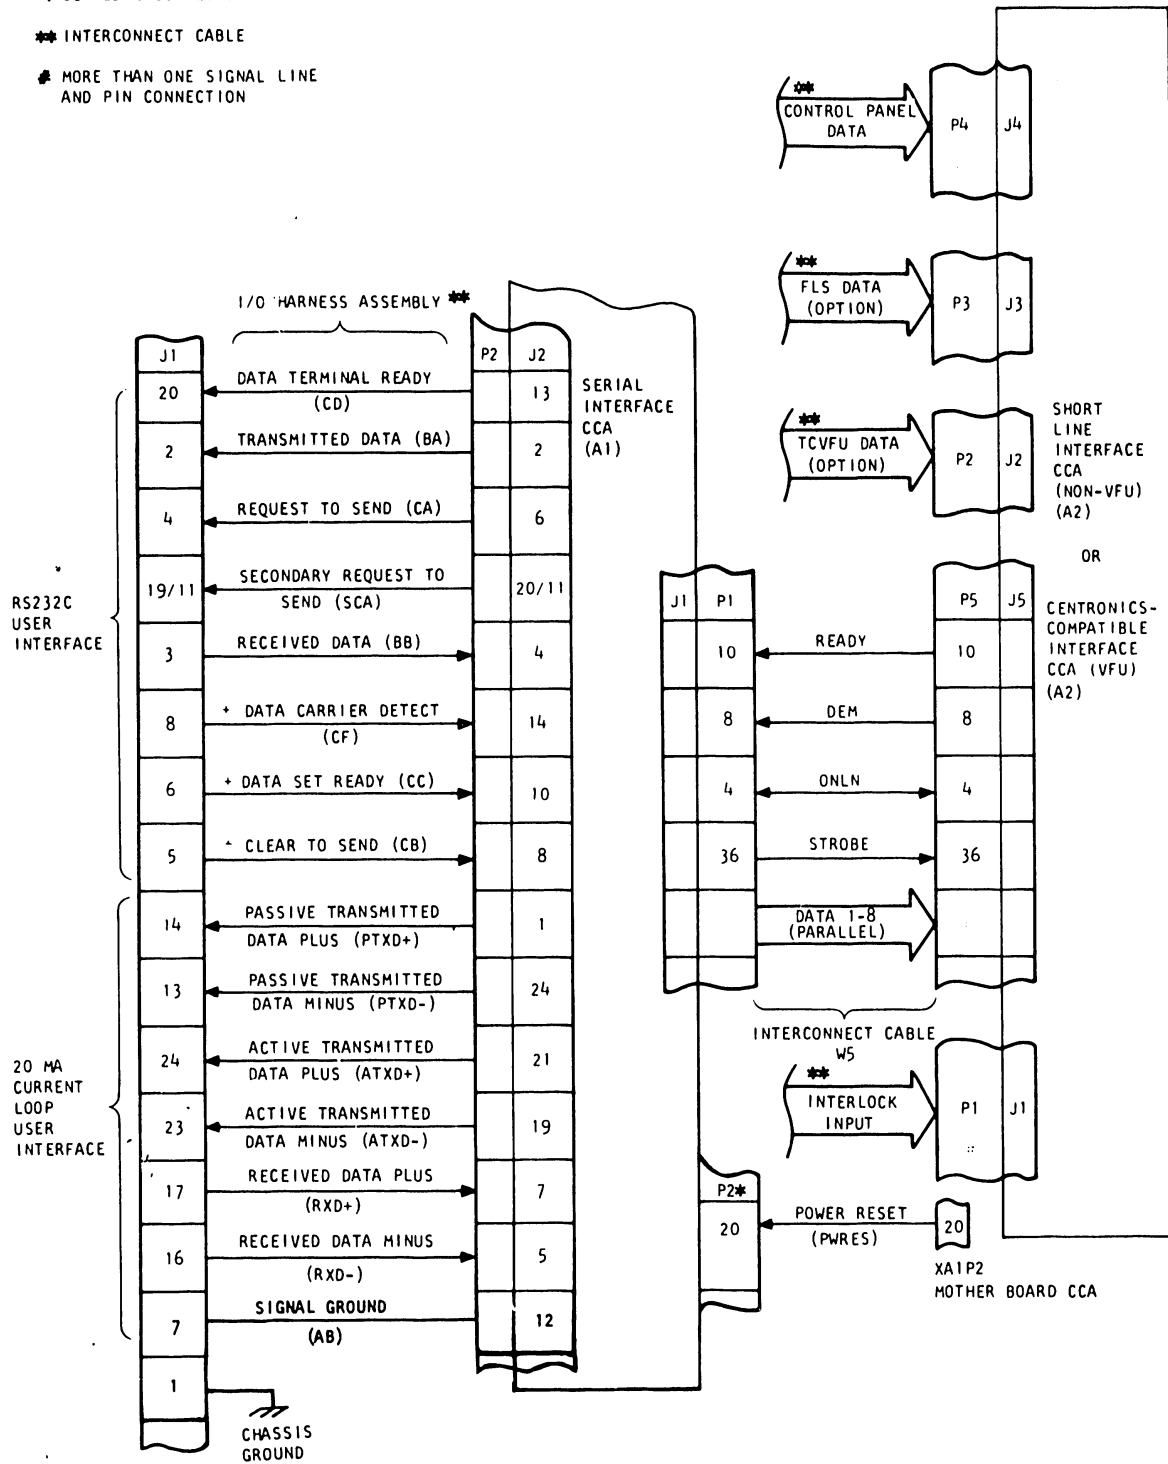 ** INTERCONNECT CABLE
# MORE THAN ONE SIGNAL LINE
AND PIN CONNECTION
**
CONTROL PANEL
DATA
P4
J4
**
FLS DATA
(OPTION)
P3
J3
**
TCVFU DATA
(OPTION)
P2
J2
SHORT
LINE
INTERFACE
CCA
(NON-VFU)
(A2)
OR
CENTRONICS-
COMPATIBLE
INTERFACE
CCA (VFU)
(A2)
I/O HARNESS ASSEMBLY **
J1
P2
J2
SERIAL
INTERFACE
CCA
(A1)
20
DATA TERMINAL READY
(CD)
13
2
TRANSMITTED DATA (BA)
2
4
REQUEST TO SEND (CA)
6
19/11
SECONDARY REQUEST TO
SEND (SCA)
20/11
RS232C
USER
INTERFACE
3
RECEIVED DATA (BB)
4
8
+ DATA CARRIER DETECT
(CF)
14
6
+ DATA SET READY (CC)
10
5
- CLEAR TO SEND (CB)
8
14
PASSIVE TRANSMITTED
DATA PLUS (PTXD+)
1
13
PASSIVE TRANSMITTED
DATA MINUS (PTXD-)
24
20 MA
CURRENT
LOOP
USER
INTERFACE
24
ACTIVE TRANSMITTED
DATA PLUS (ATXD+)
21
23
ACTIVE TRANSMITTED
DATA MINUS (ATXD-)
19
17
RECEIVED DATA PLUS
(RXD+)
7
16
RECEIVED DATA MINUS
(RXD-)
5
7
SIGNAL GROUND
(AB)
12
1
CHASSIS
GROUND
J1
P1
P5
J5
10
READY
10
8
DEM
8
4
ONLN
4
36
STROBE
36
DATA 1-8
(PARALLEL)
INTERCONNECT CABLE
W5
**
INTERLOCK
INPUT
P1
J1
P2*
20
POWER RESET
(PWRES)
20
XA1P2
MOTHER BOARD CCA